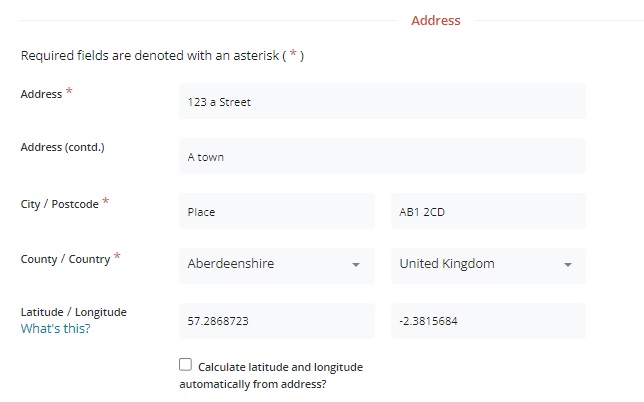 Address
Required fields are denoted with an asterisk ( * )
Address *
123 a Street
Address (contd.)
A town
City / Postcode *
Place
AB1 2CD
County / Country *
Aberdeenshire
United Kingdom
Latitude / Longitude
What's this?
57.2868723
-2.3815684
Calculate latitude and longitude
automatically from address?